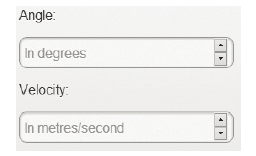 Angle:
In degrees
Velocity:
In metres/second